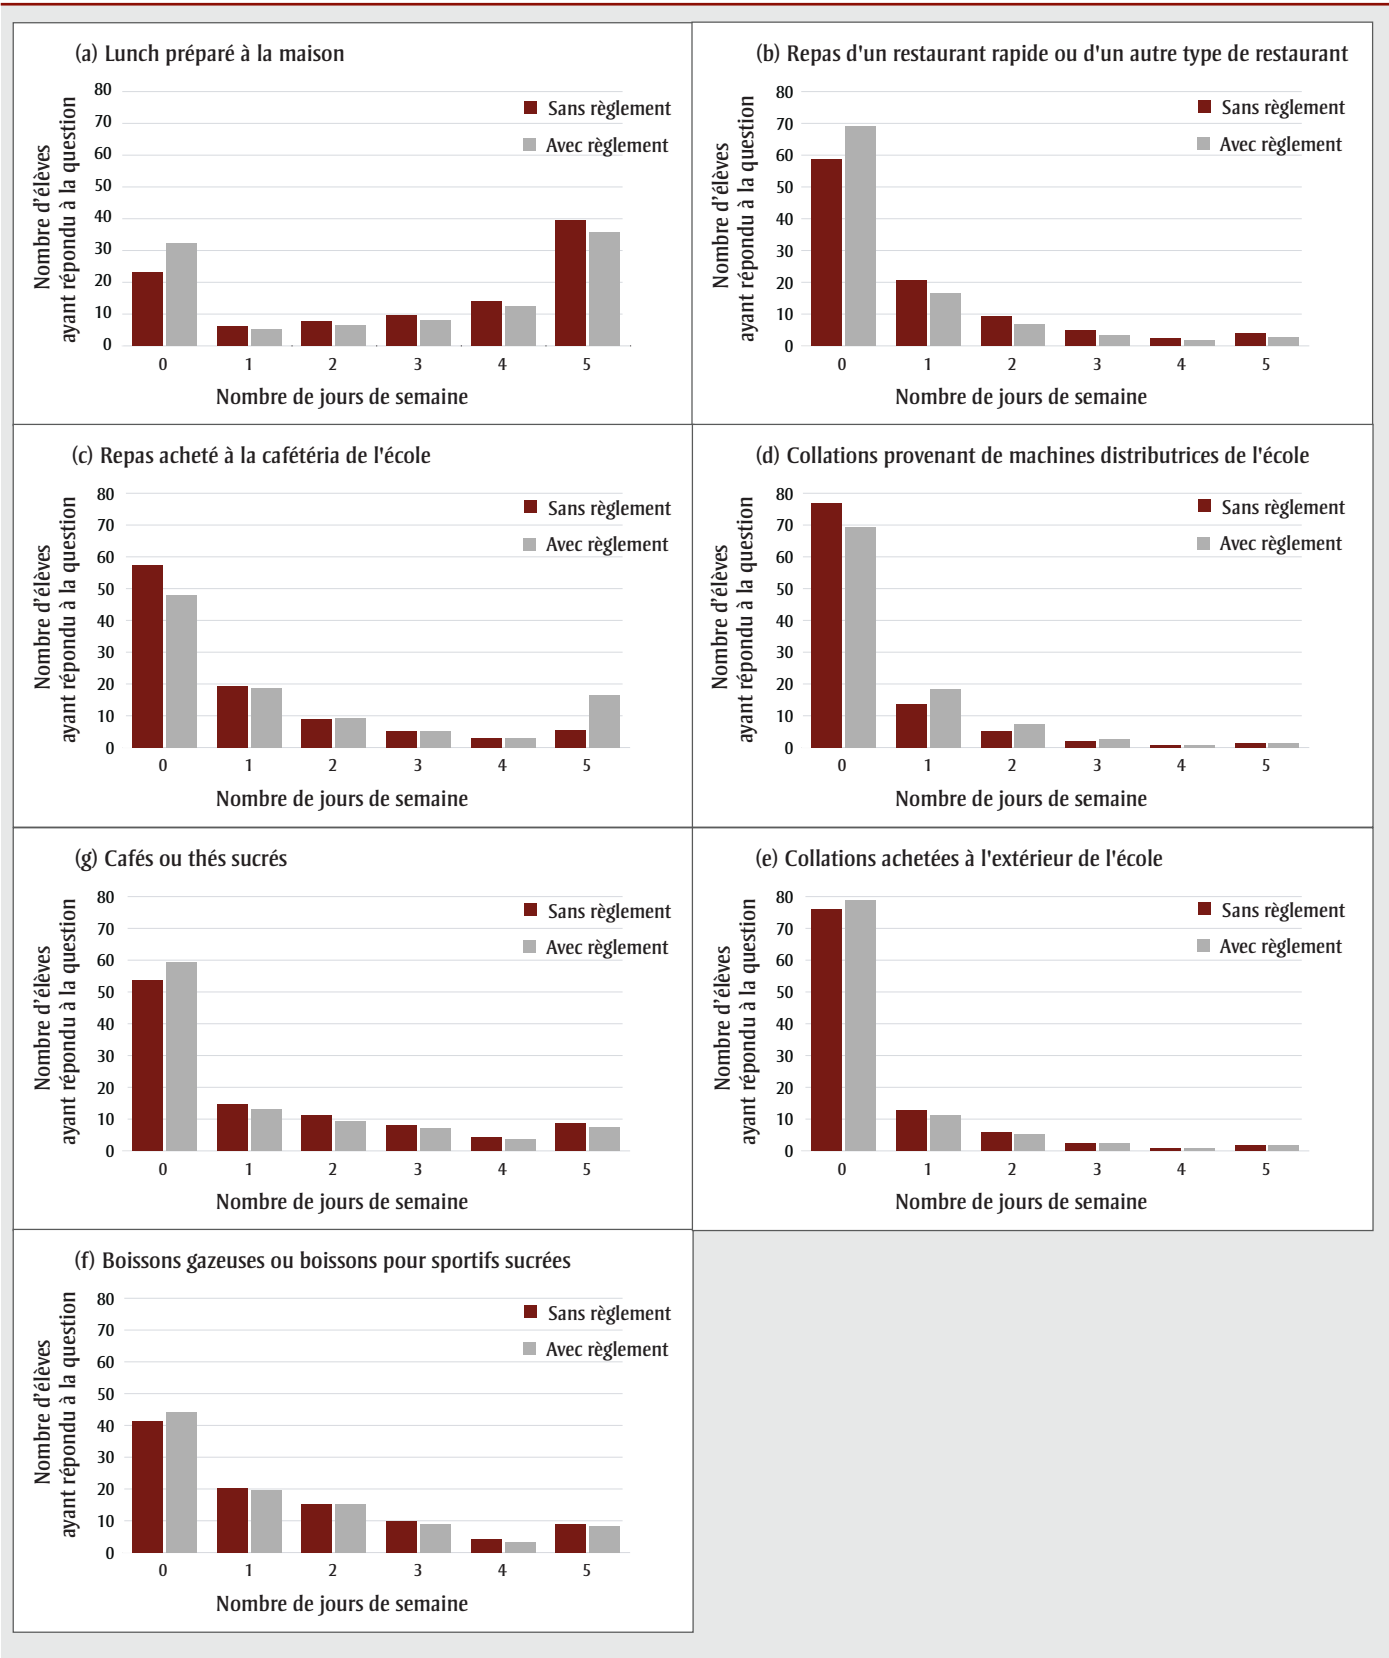 (a) Lunch préparé à la maison
Nombre d'élèves
ayant répondu à la question
80
70
60
50
40
30
20
10
0
Sans règlement
Avec règlement
0 1 2 3 4 5
Nombre de jours de semaine
(b) Repas d'un restaurant rapide ou d'un autre type de restaurant
Nombre d'élèves
ayant répondu à la question
80
70
60
50
40
30
20
10
0
Sans règlement
Avec règlement
0 1 2 3 4 5
Nombre de jours de semaine
(c) Repas acheté à la cafétéria de l'école
Nombre d'élèves
ayant répondu à la question
80
70
60
50
40
30
20
10
0
Sans règlement
Avec règlement
0 1 2 3 4 5
Nombre de jours de semaine
(d) Collations provenant de machines distributrices de l'école
Nombre d'élèves
ayant répondu à la question
80
70
60
50
40
30
20
10
0
Sans règlement
Avec règlement
0 1 2 3 4 5
Nombre de jours de semaine
(g) Cafés ou thés sucrés
Nombre d'élèves
ayant répondu à la question
80
70
60
50
40
30
20
10
0
Sans règlement
Avec règlement
0 1 2 3 4 5
Nombre de jours de semaine
(e) Collations achetées à l'extérieur de l'école
Nombre d'élèves
ayant répondu à la question
80
70
60
50
40
30
20
10
0
Sans règlement
Avec règlement
0 1 2 3 4 5
Nombre de jours de semaine
(f) Boissons gazeuses ou boissons pour sportifs sucrées
Nombre d'élèves
ayant répondu à la question
80
70
60
50
40
30
20
10
0
Sans règlement
Avec règlement
0 1 2 3 4 5
Nombre de jours de semaine